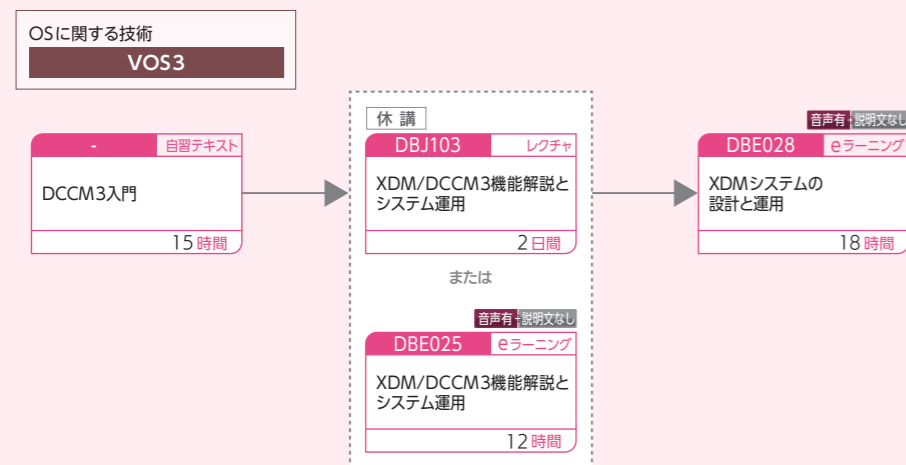 OSに関する技術
VOS3
-
自習テキスト
DCCM3入門
15時間
休 講
DBJ103
レクチャ
XDM/DCCM3機能解説と
システム運用
2日間
または
音声有・説明文なし
DBE025
eラーニング
XDM/DCCM3機能解説と
システム運用
12時間
音声有・説明文なし
DBE028
eラーニング
XDMシステムの
設計と運用
18時間